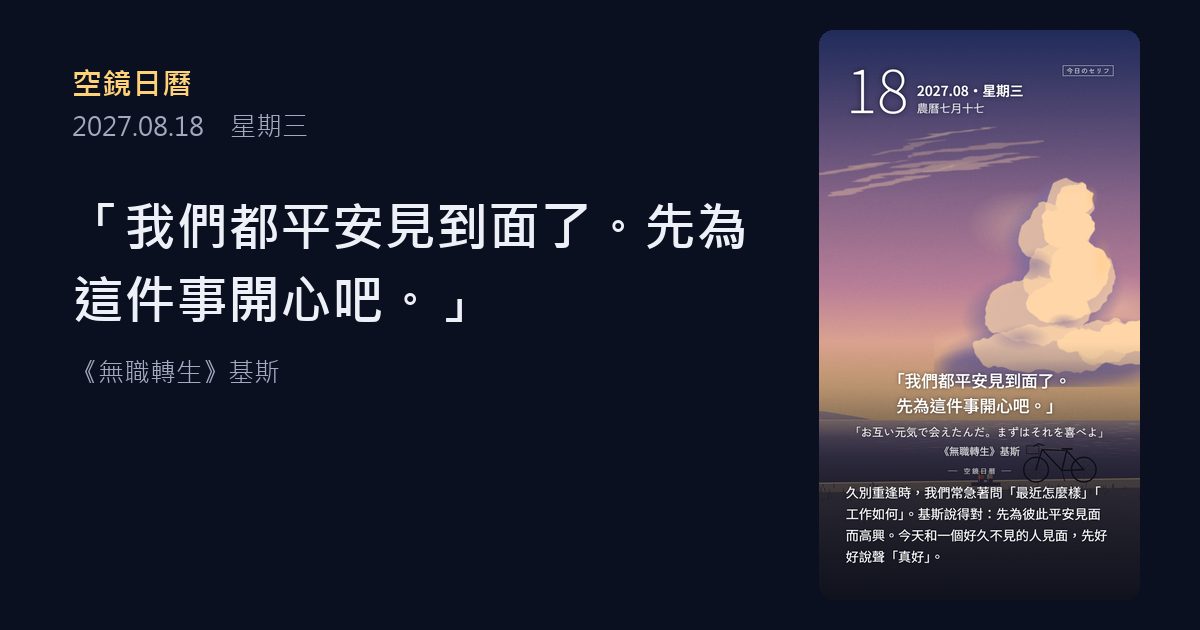 空鏡日曆
2027.08.18 星期三
「我們都平安見到面了。先為
這件事開心吧。」
《無職轉生》基斯
今日のセリフ
18
2027.08・星期三
農曆七月十七
「我們都平安見到面了。
先為這件事開心吧。」
「お互い元気で会えたんだ。まずはそれを喜べよ」
《無職轉生》基斯
— 空鏡日曆 —
久別重逢時，我們常急著問「最近怎麼樣」「
工作如何」。基斯說得對：先為彼此平安見面
而高興。今天和一個好久不見的人見面，先好
好說聲「真好」。